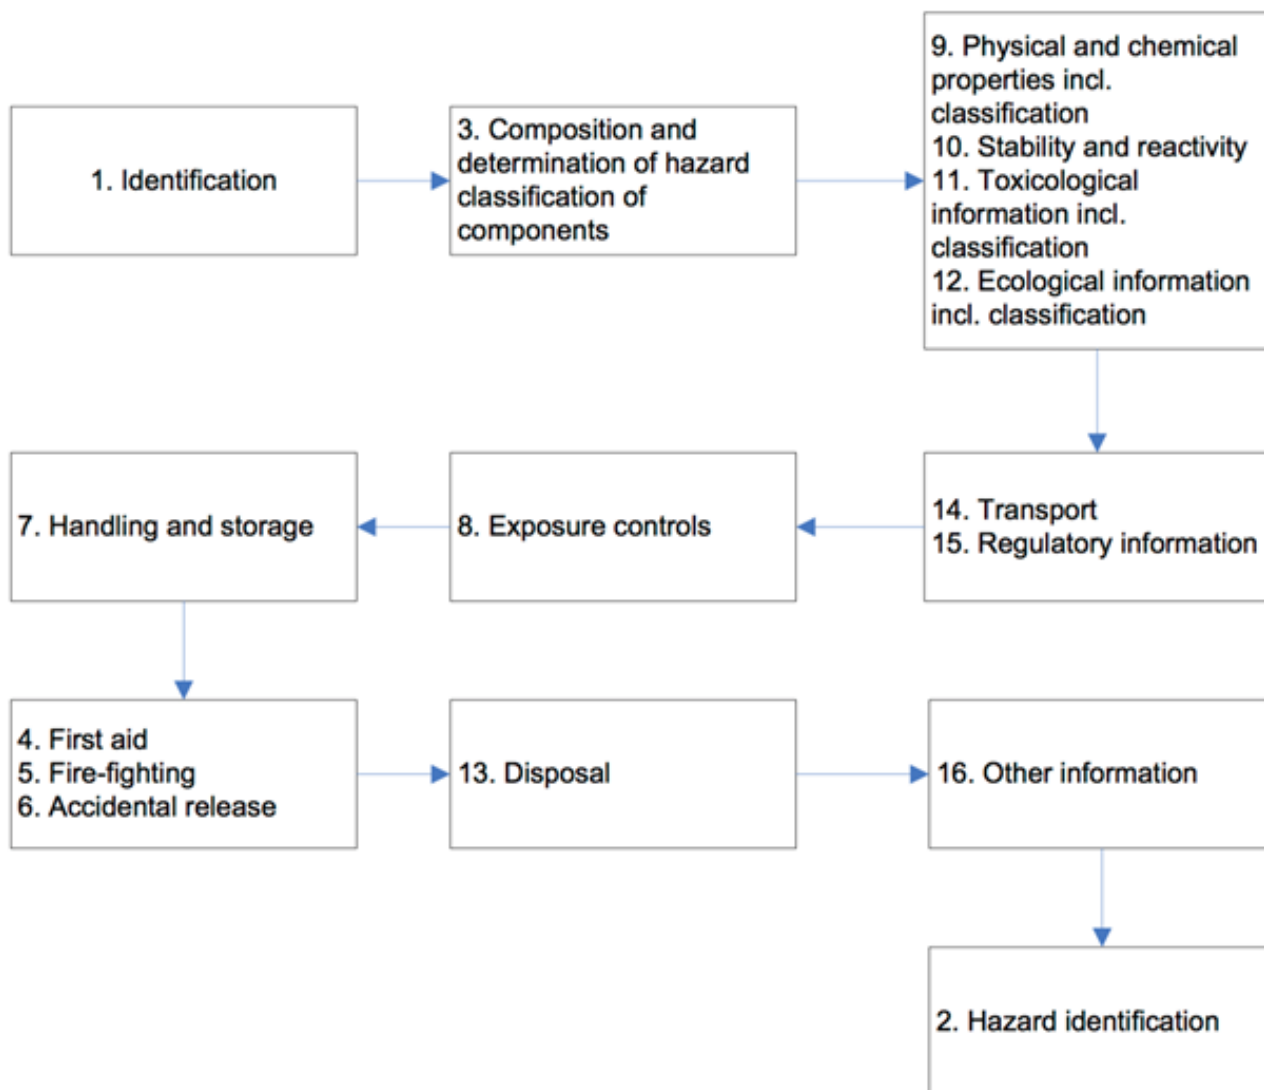 1. Identification
3. Composition and
determination of hazard
classification of
components
9. Physical and chemical
properties incl.
classification
10. Stability and reactivity
11. Toxicological
information incl.
classification
12. Ecological information
incl. classification
7. Handling and storage
8. Exposure controls
14. Transport
15. Regulatory information
4. First aid
5. Fire-fighting
6. Accidental release
13. Disposal
16. Other information
2. Hazard identification